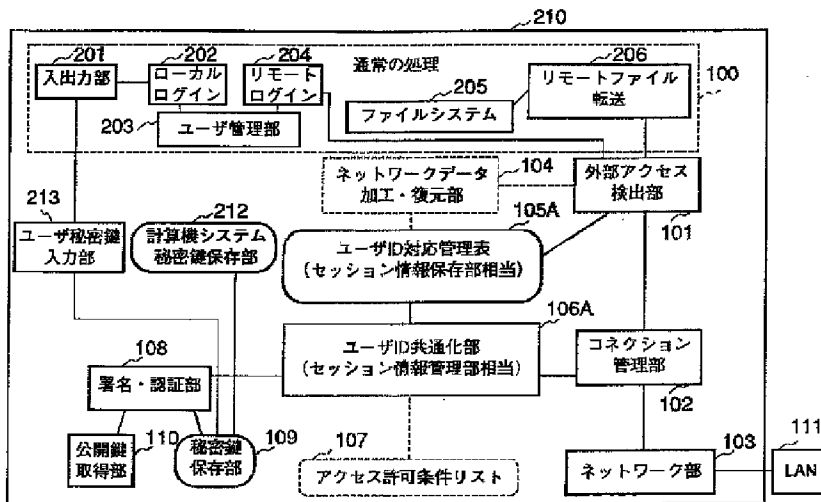 210
201
202
204
通常の処理
206
入出力部
ローカル
ログイン
リモート
ログイン
リモートファイル
転送
100
205
ファイルシステム
203
ユーザ管理部
ネットワークデータ
加工・復元部
104
外部アクセス
検出部
101
213
212
105A
ユーザ秘密鍵
入力部
計算機システム
秘密鍵保存部
ユーザID対応管理表
(セッション情報保存部相当)
106A
ユーザID共通化部
(セッション情報管理部相当)
コネクション
管理部
102
108
署名・認証部
公開鍵
取得部
110
秘密鍵
保存部
109
107
アクセス許可条件リスト
103
ネットワーク部
111
LAN